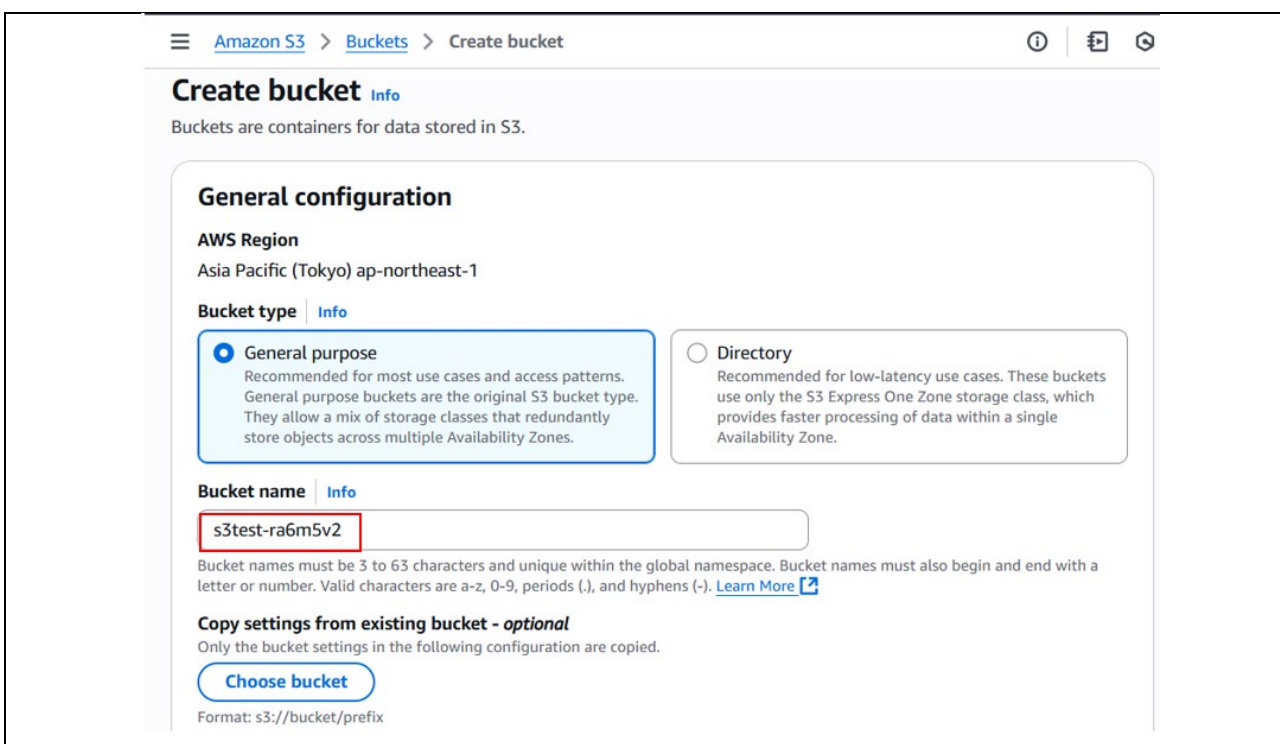 Amazon S3 > Buckets > Create bucket
Create bucket Info
Buckets are containers for data stored in S3.
General configuration
AWS Region
Asia Pacific (Tokyo) ap-northeast-1
Bucket type Info
General purpose
Recommended for most use cases and access patterns.
General purpose buckets are the original S3 bucket type.
They allow a mix of storage classes that redundantly
store objects across multiple Availability Zones.
Directory
Recommended for low-latency use cases. These buckets
use only the S3 Express One Zone storage class, which
provides faster processing of data within a single
Availability Zone.
Bucket name Info
s3test-ra6m5v2
Bucket names must be 3 to 63 characters and unique within the global namespace. Bucket names must also begin and end with a
letter or number. Valid characters are a-z, 0-9, periods (.), and hyphens (-). Learn More
Copy settings from existing bucket - optional
Only the bucket settings in the following configuration are copied.
Choose bucket
Format: s3://bucket/prefix